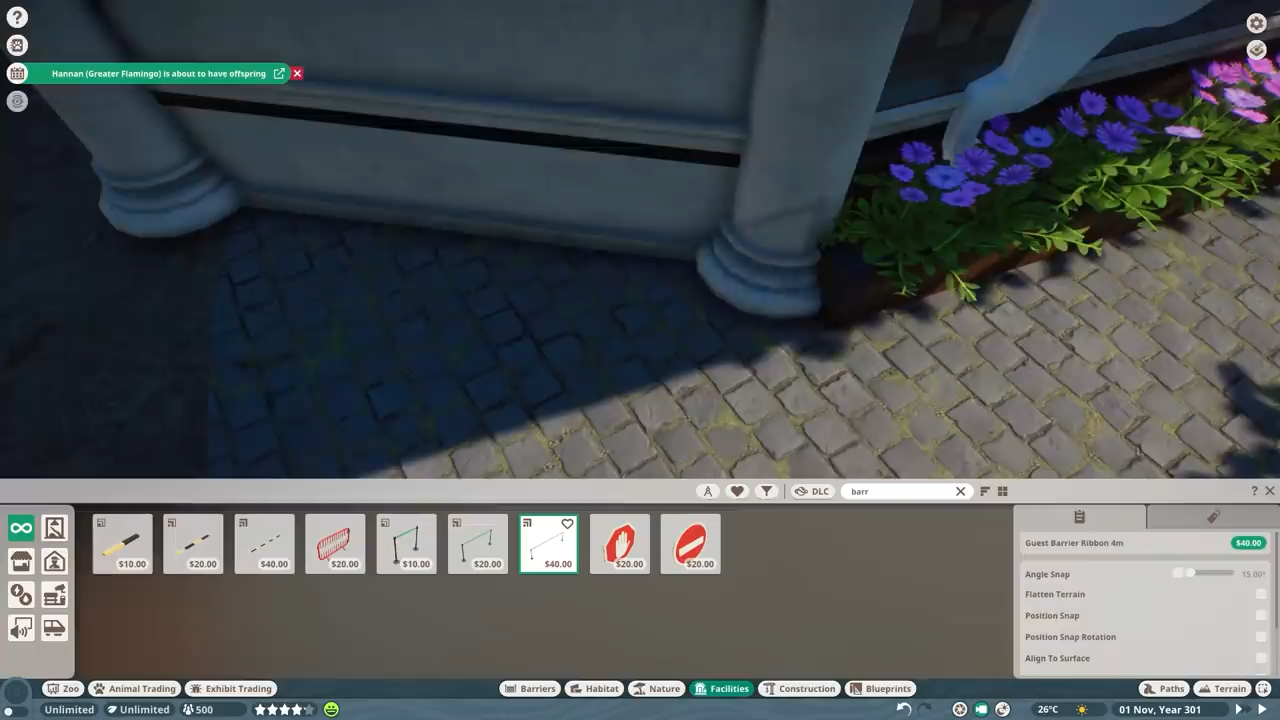 ?
Hannan (Greater Flamingo) is about to have offspring
DLC
barr
?
$10.00
$20.00
$40.00
$20.00
$10.00
$20.00
$40.00
$20.00
$20.00
Guest Barrier Ribbon 4m
$40.00
Angle Snap
15.00°
Flatten Terrain
Position Snap
Position Snap Rotation
Align To Surface
Zoo
Animal Trading
Exhibit Trading
Barriers
Habitat
Nature
Facilities
Construction
Blueprints
Paths
Terrain
Unlimited
Unlimited
500
26°C
01 Nov, Year 301